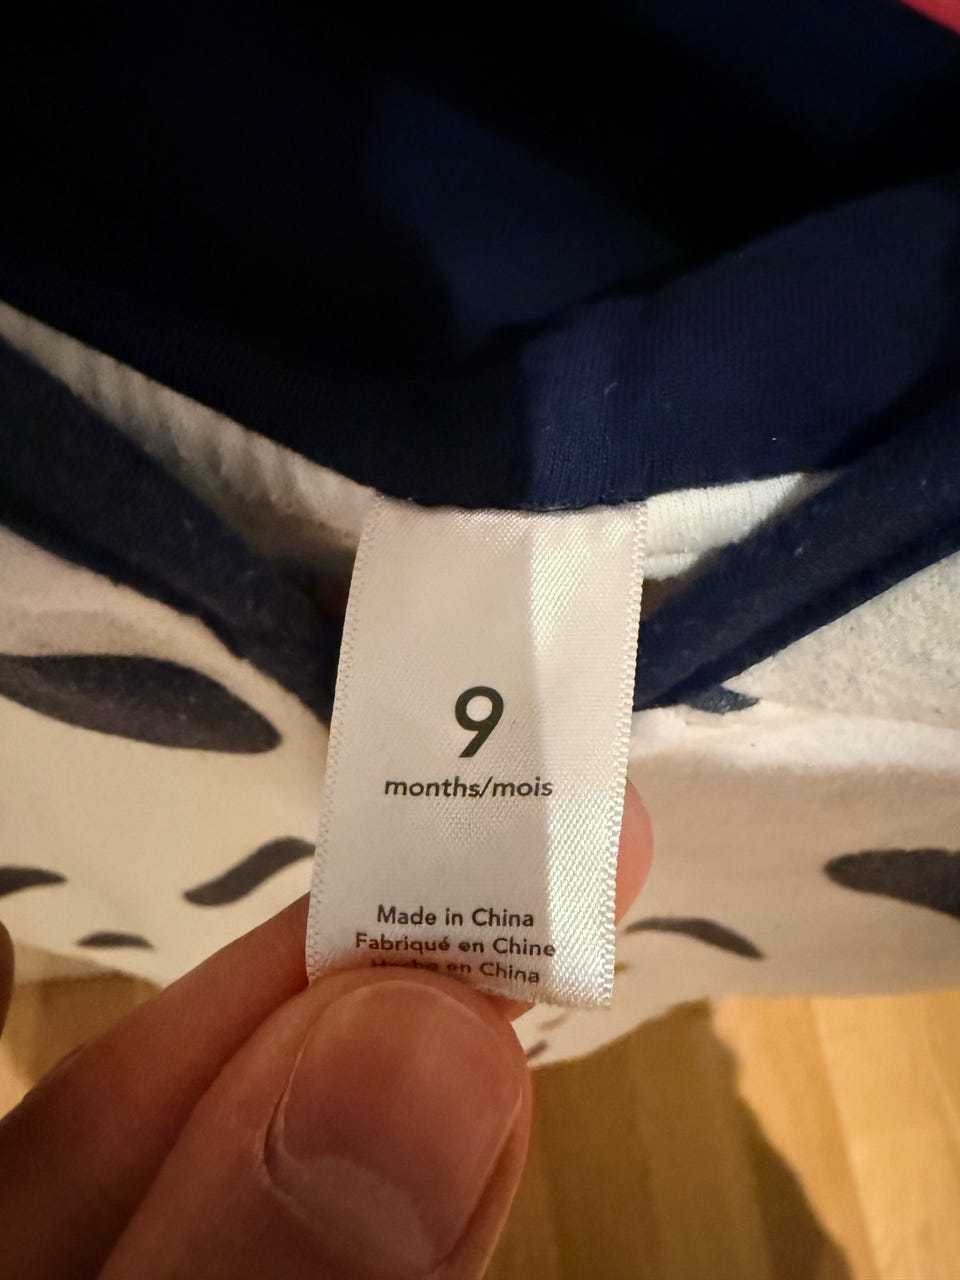 9
months/mois
Made in China
Fabriqué en Chine
Hecho en China